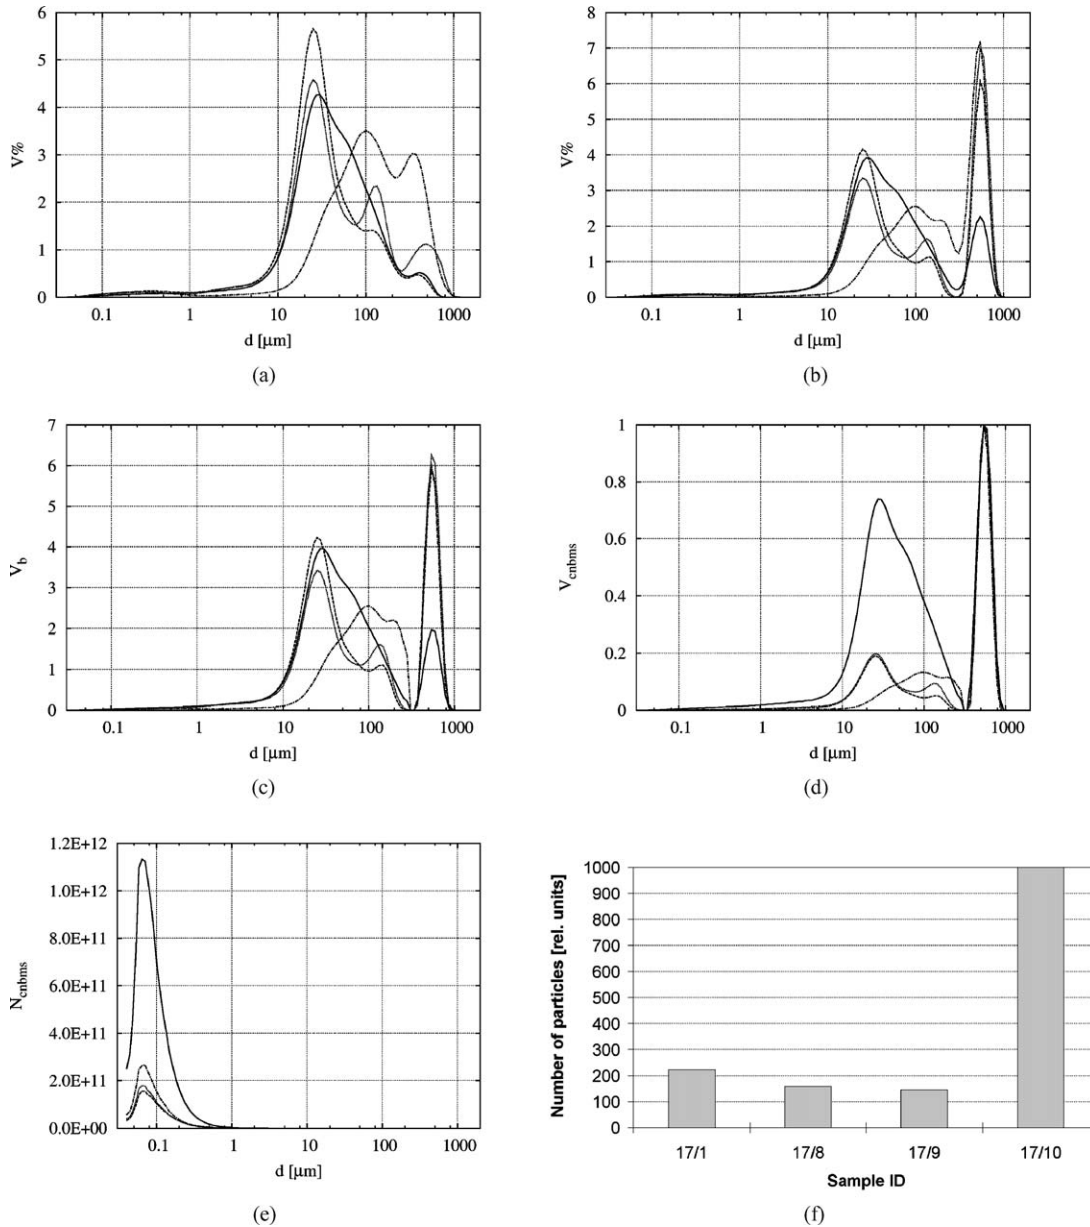 6
5
4
3
2
1
0
V%
0.1 1 10 100 1000
d [μm]
(a)
8
7
6
5
4
3
2
1
0
V%
0.1 1 10 100 1000
d [μm]
(b)
7
6
5
4
3
2
1
0
V_b
0.1 1 10 100 1000
d [μm]
(c)
1
0.8
0.6
0.4
0.2
0
V_cnbms
0.1 1 10 100 1000
d [μm]
(d)
1.2E+12
1.0E+12
8.0E+11
6.0E+11
4.0E+11
2.0E+11
0.0E+00
N_cnbms
0.1 1 10 100 1000
d [μm]
(e)
1000
900
800
700
600
500
400
300
200
100
0
Number of particles [rel. units]
17/1 17/8 17/9 17/10
Sample ID
(f)